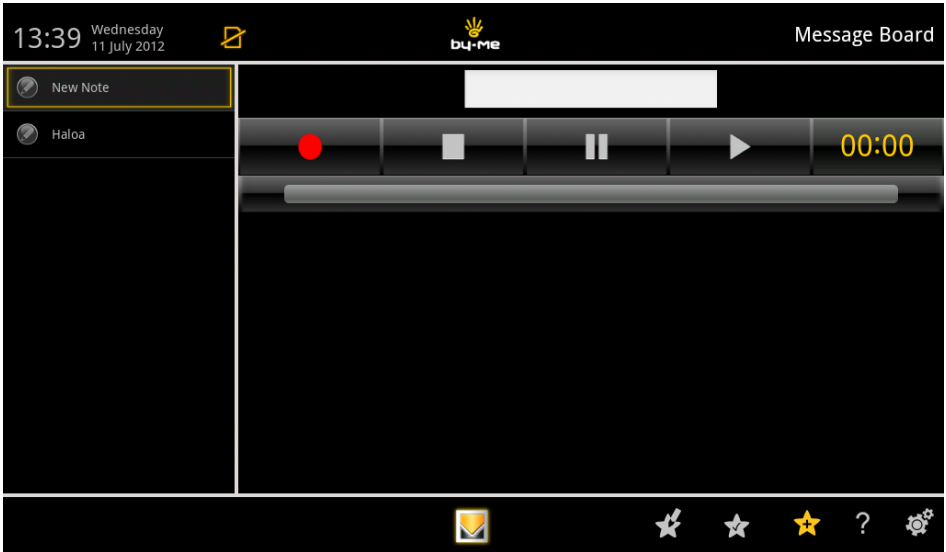 13:39
Wednesday
11 July 2012
by-me
Message Board
New Note
Haloa
00:00
?